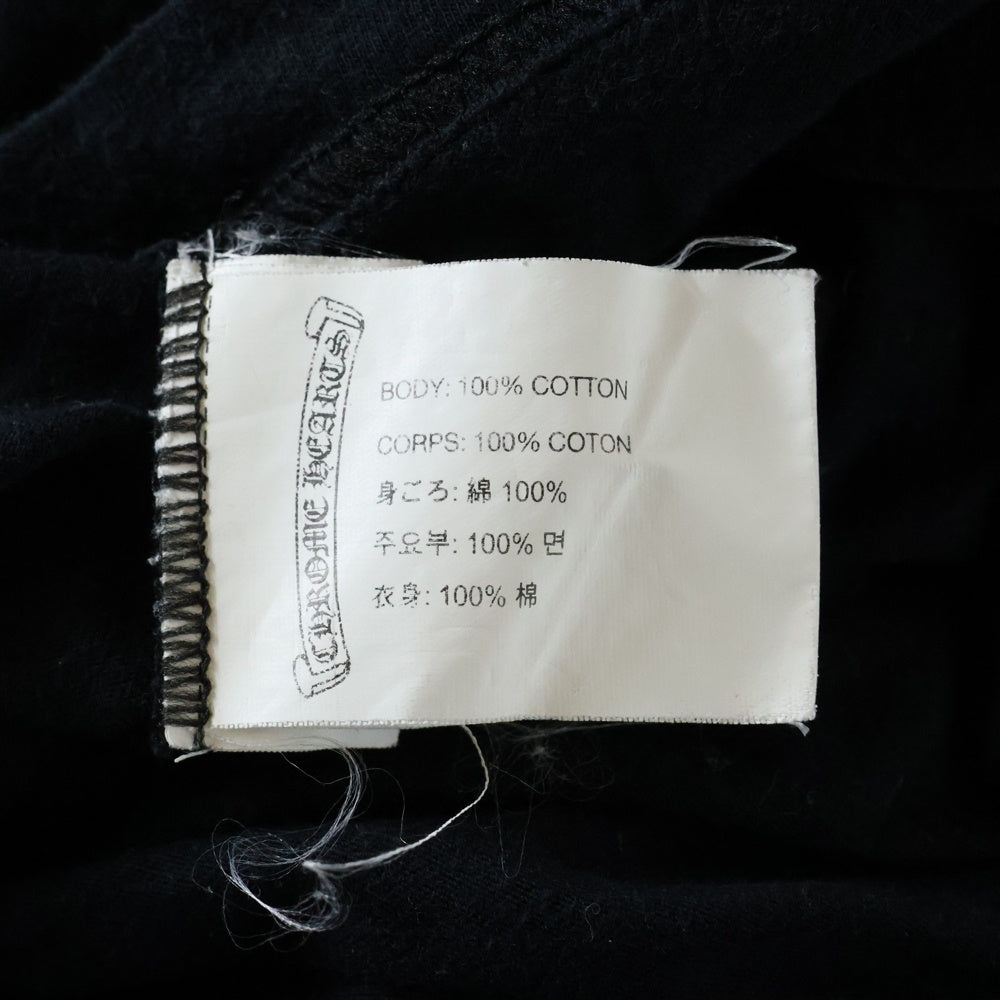 CHROME HEARTS
BODY: 100% COTTON
CORPS: 100% COTON
身ごろ: 綿 100%
주요부: 100% 면
衣身: 100% 棉